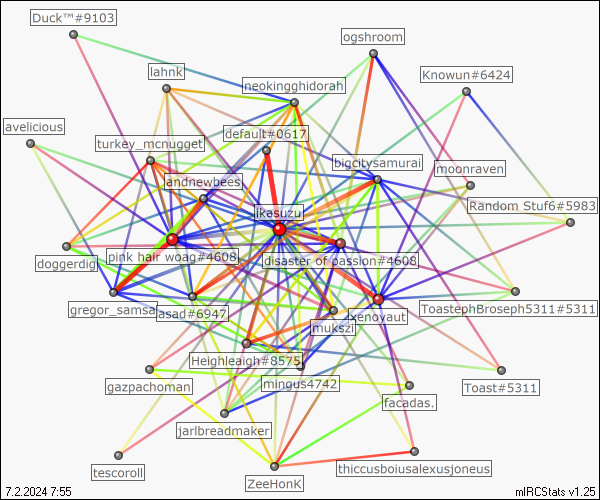 Duck™#9103
ogshroom
lahnk
Knowun#6424
neokingghidorah
avelicious
default#0617
turkey_mcnugget
bigcitysamurai
moonraven
andnewbees
Random Stuf6#5983
ikasuzu
pink hair woag#4608
disaster of passion#4608
doggerdig
gregor_samsa
asad#6947
xenoyaut
ToastephBroseph5311#5311
mukszi
Heighleaigh#8575
mingus4742
gazpachoman
Toast#5311
facadas.
jarlbreadmaker
tescoroll
thiccusboiusalexusjoneus
ZeeHonK
7.2.2024 7:55
mIRCStats v1.25